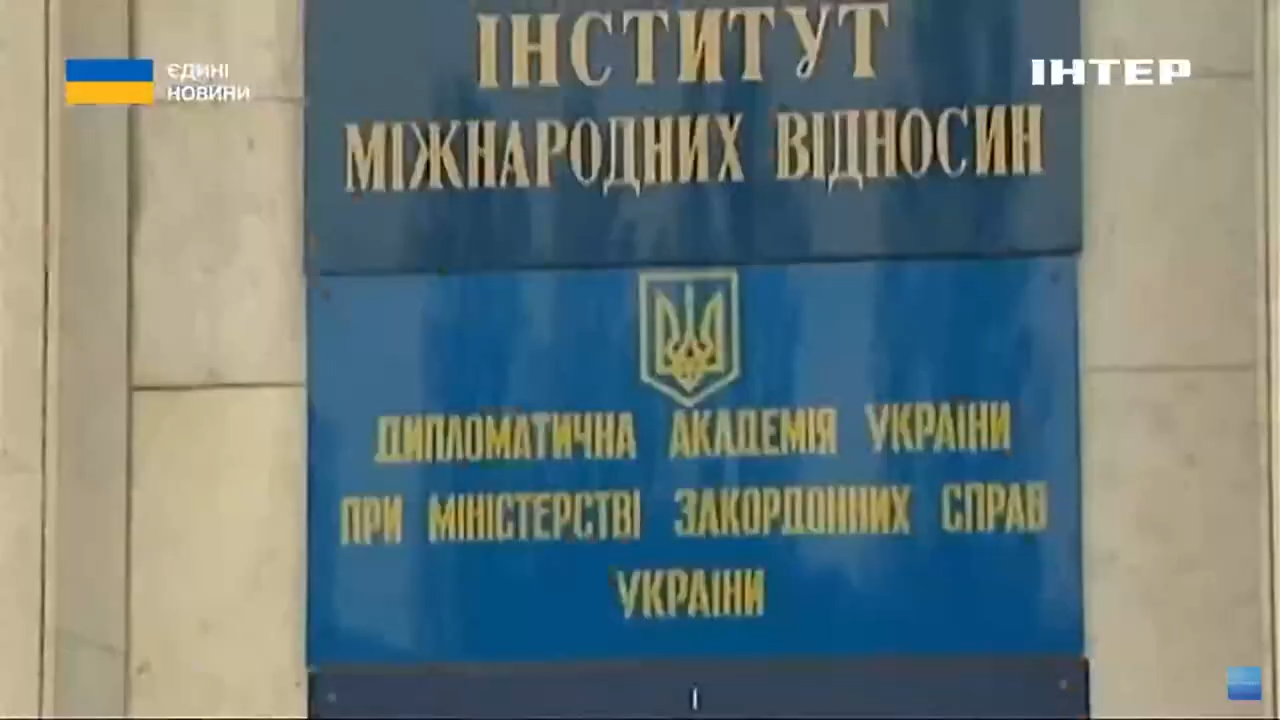 ЄДИНІ
НОВИНИ
ІНТЕР
ІНСТИТУТ
МІЖНАРОДНИХ ВІДНОСИН
ДИПЛОМАТИЧНА АКАДЕМІЯ УКРАЇНИ
ПРИ МІНІСТЕРСТВІ ЗАКОРДОННИХ СПРАВ
УКРАЇНИ